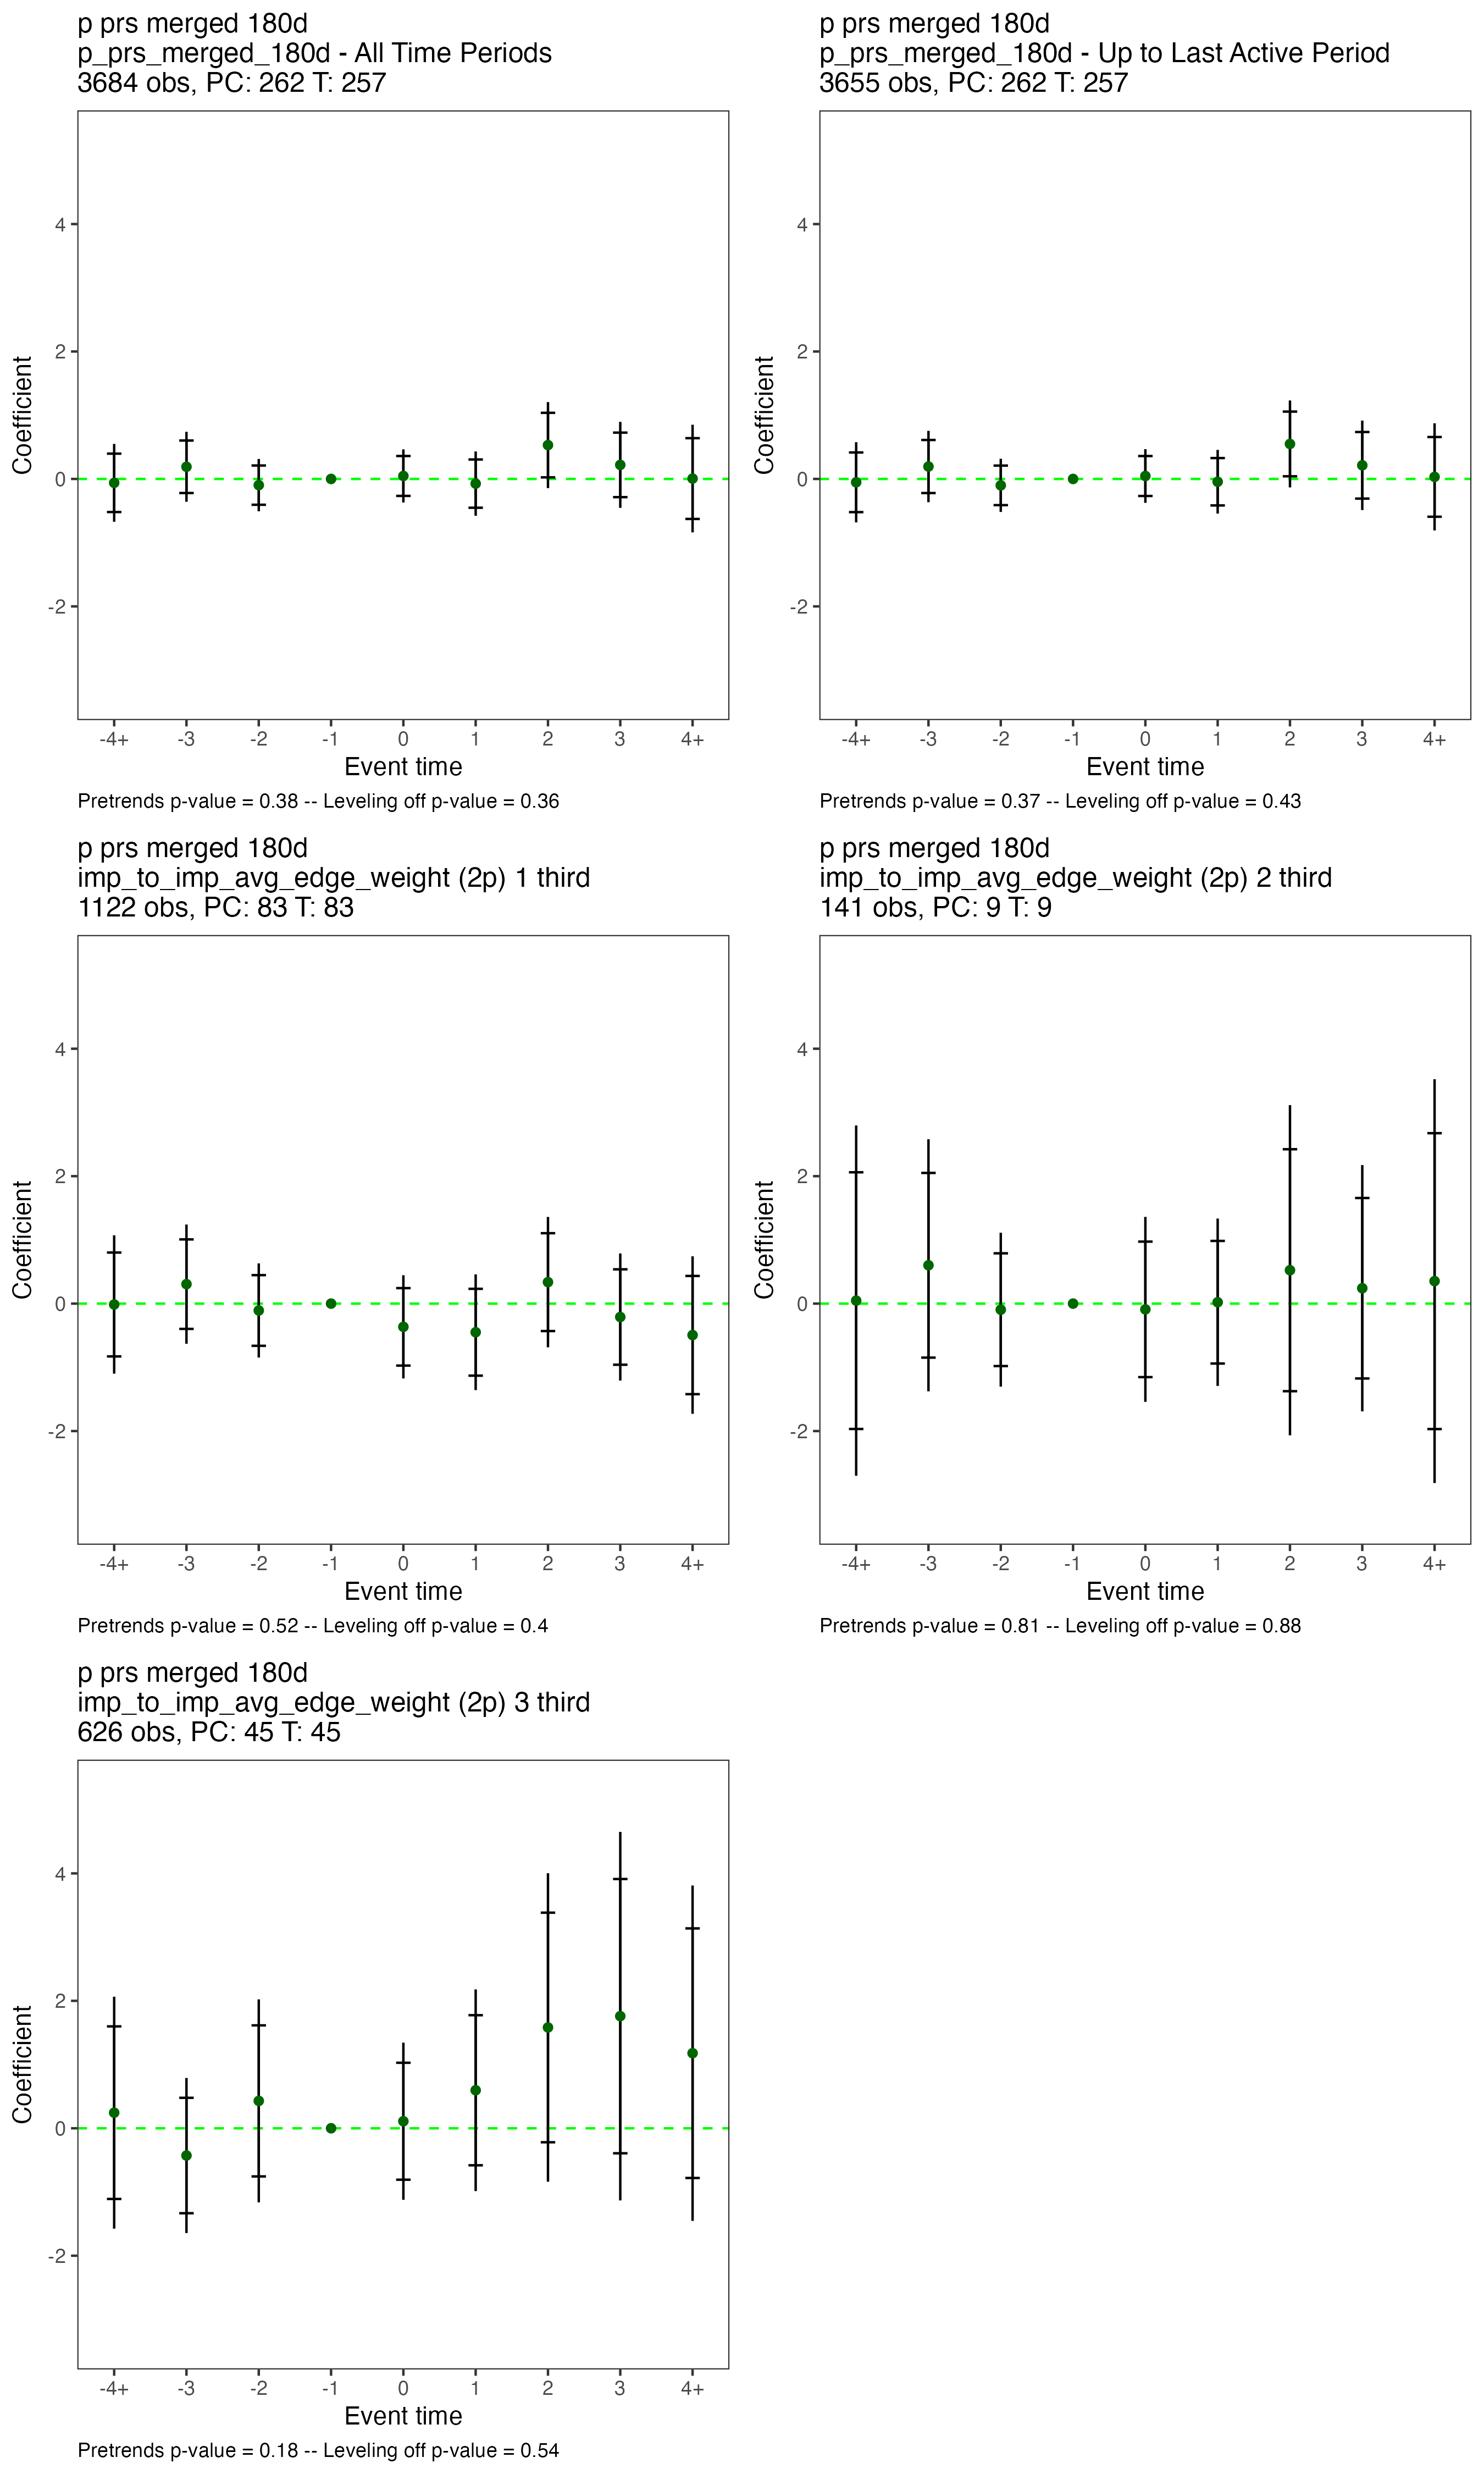 p prs merged 180d
p_prs_merged_180d - All Time Periods
3684 obs, PC: 262 T: 257
Coefficient
4
2
0
-2
-4+ -3 -2 -1 0 1 2 3 4+
Event time
Pretrends p-value = 0.38 -- Leveling off p-value = 0.36
p prs merged 180d
p_prs_merged_180d - Up to Last Active Period
3655 obs, PC: 262 T: 257
Coefficient
4
2
0
-2
-4+ -3 -2 -1 0 1 2 3 4+
Event time
Pretrends p-value = 0.37 -- Leveling off p-value = 0.43
p prs merged 180d
imp_to_imp_avg_edge_weight (2p) 1 third
1122 obs, PC: 83 T: 83
Coefficient
4
2
0
-2
-4+ -3 -2 -1 0 1 2 3 4+
Event time
Pretrends p-value = 0.52 -- Leveling off p-value = 0.4
p prs merged 180d
imp_to_imp_avg_edge_weight (2p) 2 third
141 obs, PC: 9 T: 9
Coefficient
4
2
0
-2
-4+ -3 -2 -1 0 1 2 3 4+
Event time
Pretrends p-value = 0.81 -- Leveling off p-value = 0.88
p prs merged 180d
imp_to_imp_avg_edge_weight (2p) 3 third
626 obs, PC: 45 T: 45
Coefficient
4
2
0
-2
-4+ -3 -2 -1 0 1 2 3 4+
Event time
Pretrends p-value = 0.18 -- Leveling off p-value = 0.54